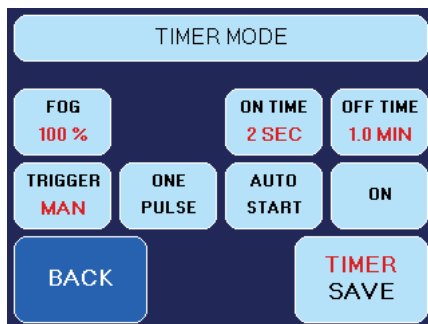 TIMER MODE
FOG
100 %
ON TIME
2 SEC
OFF TIME
1.0 MIN
TRIGGER
MAN
ONE
PULSE
AUTO
START
ON
BACK
TIMER
SAVE